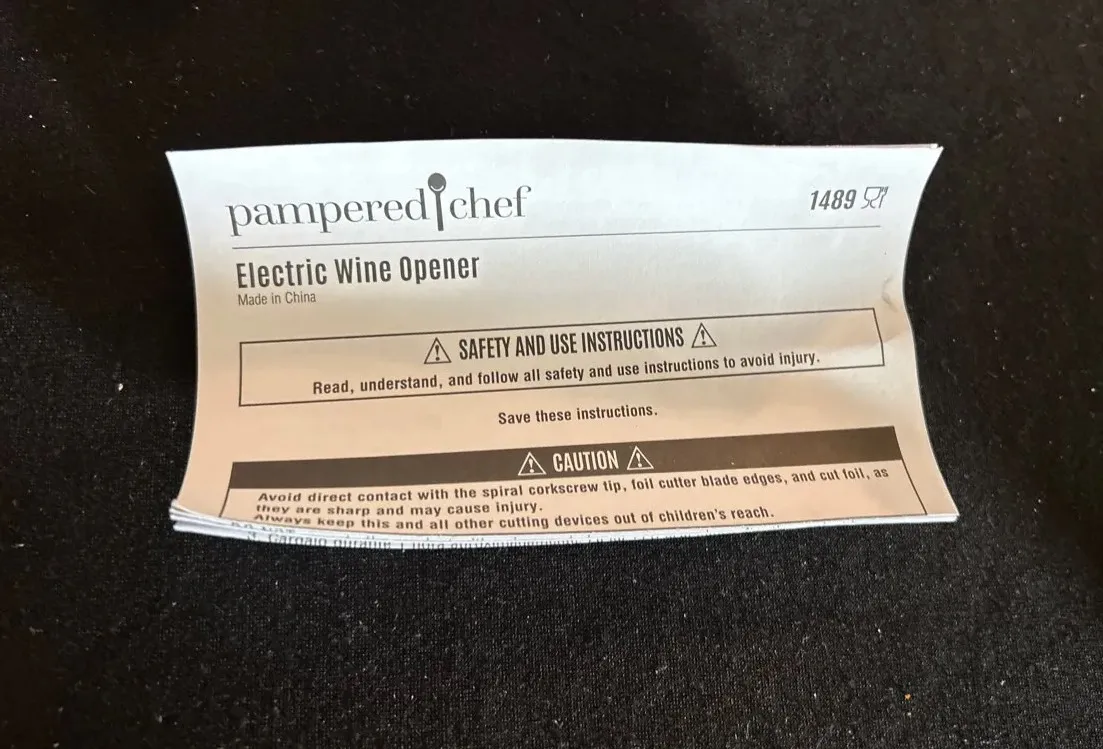 pampered chef
1489
Electric Wine Opener
Made in China
SAFETY AND USE INSTRUCTIONS
Read, understand, and follow all safety and use instructions to avoid injury.
Save these instructions.
CAUTION
Avoid direct contact with the spiral corkscrew tip, foil cutter blade edges, and cut foil, as
they are sharp and may cause injury.
Always keep this and all other cutting devices out of children's reach.